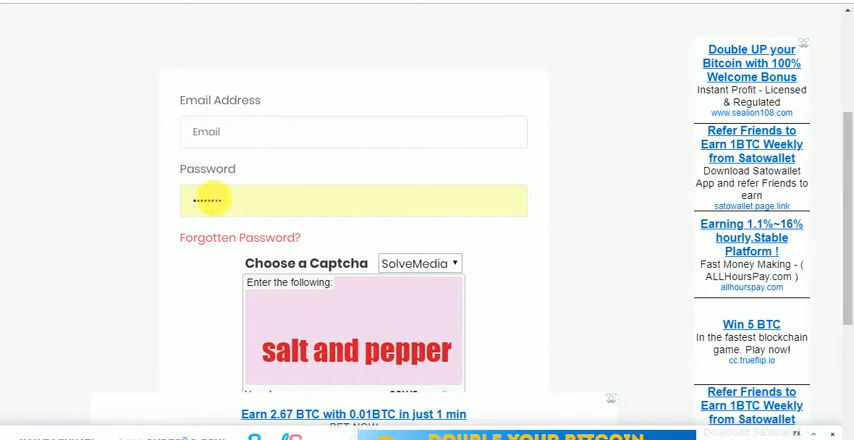 Email Address
Email
Password
Forgotten Password?
Choose a Captcha SolveMedia
Enter the following:
salt and pepper
Earn 2.67 BTC with 0.01BTC in just 1 min
BET NOW
DOUBLE YOUR BITCOIN
Double UP your
Bitcoin with 100%
Welcome Bonus
Instant Profit - Licensed
& Regulated
www.sealion108.com
Refer Friends to
Earn 1BTC Weekly
from Satowallet
Download Satowallet
App and refer Friends to
earn
satowallet.page.link
Earning 1.1%~16%
hourly,Stable
Platform !
Fast Money Making - (
ALLHoursPay.com )
allhourspay.com
Win 5 BTC
In the fastest blockchain
game. Play now!
cc.trueflip.io
Refer Friends to
Earn 1BTC Weekly
from Satowallet
Download Satowallet